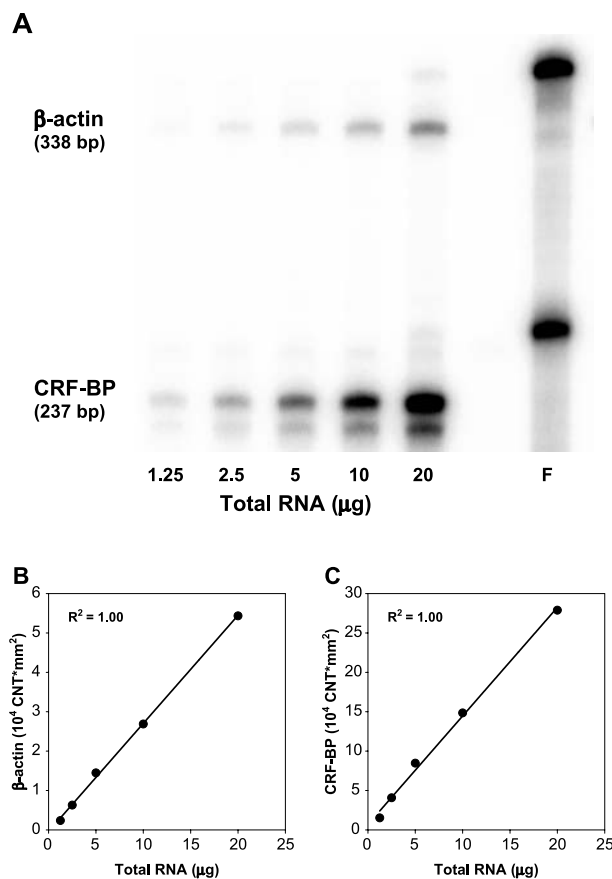 A
β-actin
(338 bp)
CRF-BP
(237 bp)
1.25 2.5 5 10 20 F
Total RNA (μg)
B
R² = 1.00
β-actin (10⁴ CNT*mm²)
6
5
4
3
2
1
0
0 5 10 15 20 25
Total RNA (μg)
C
R² = 1.00
CRF-BP (10⁴ CNT*mm²)
30
25
20
15
10
5
0
0 5 10 15 20 25
Total RNA (μg)